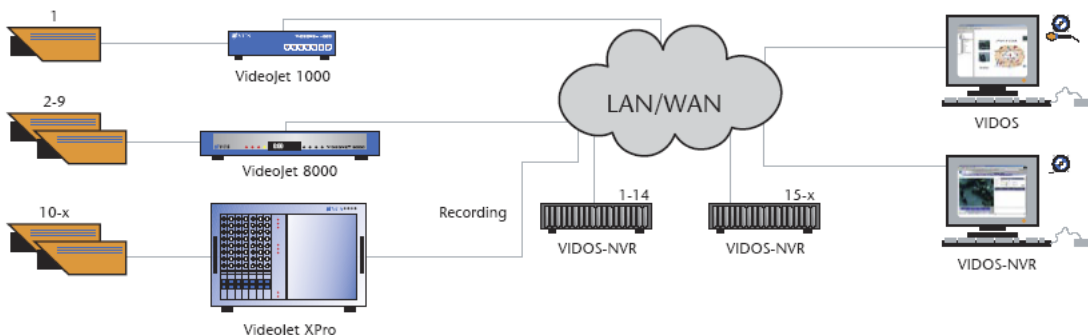 1
VideoJet 1000
2-9
VideoJet 8000
10-x
VideoJet XPro
Recording
LAN/WAN
1-14
VIDOS-NVR
15-x
VIDOS-NVR
VIDOS
VIDOS-NVR